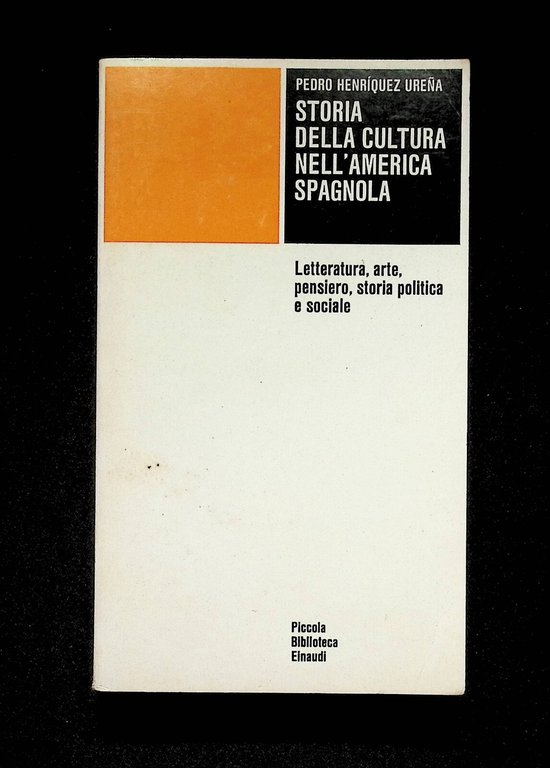 PEDRO HENRÍQUEZ UREÑA
STORIA
DELLA CULTURA
NELL'AMERICA
SPAGNOLA
Letteratura, arte,
pensiero, storia politica
e sociale
Piccola
Biblioteca
Einaudi